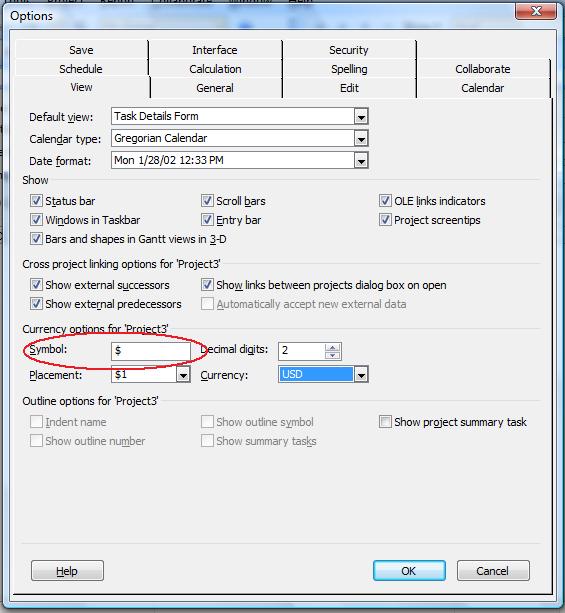 Options
Save Interface Security
Schedule Calculation Spelling Collaborate
View General Edit Calendar
Default view: Task Details Form
Calendar type: Gregorian Calendar
Date format: Mon 1/28/02 12:33 PM
Show
Status bar Scroll bars OLE links indicators
Windows in Taskbar Entry bar Project screentips
Bars and shapes in Gantt views in 3-D
Cross project linking options for 'Project3'
Show external successors Show links between projects dialog box on open
Show external predecessors Automatically accept new external data
Currency options for 'Project3'
Symbol: $ Decimal digits: 2
Placement: $1 Currency: USD
Outline options for 'Project3'
Indent name Show outline symbol Show project summary task
Show outline number Show summary tasks
Help OK Cancel